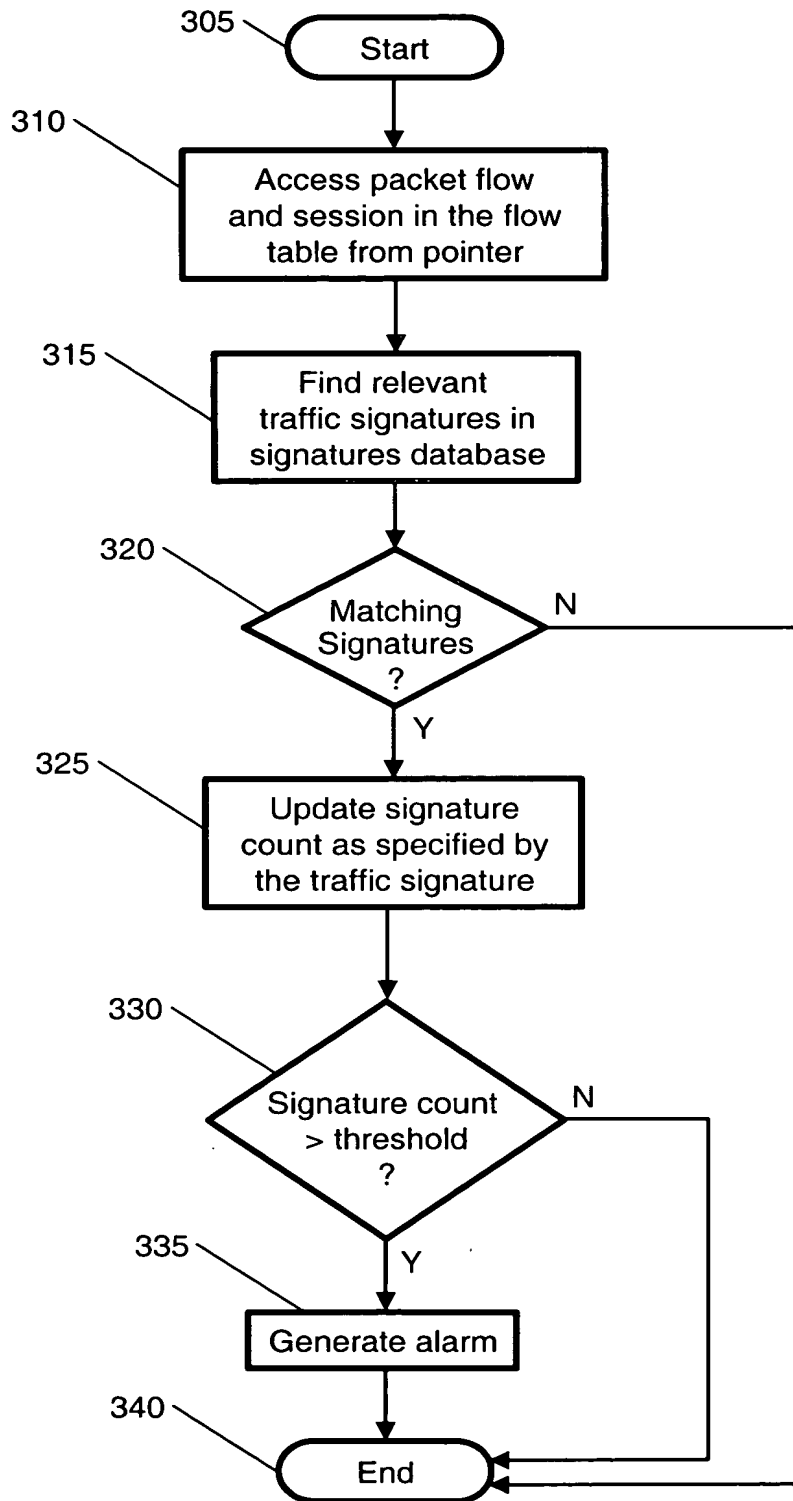 305
Start
310
Access packet flow
and session in the flow
table from pointer
315
Find relevant
traffic signatures in
signatures database
320
Matching
Signatures
?
N
Y
325
Update signature
count as specified by
the traffic signature
330
Signature count
> threshold
?
N
335
Y
Generate alarm
340
End